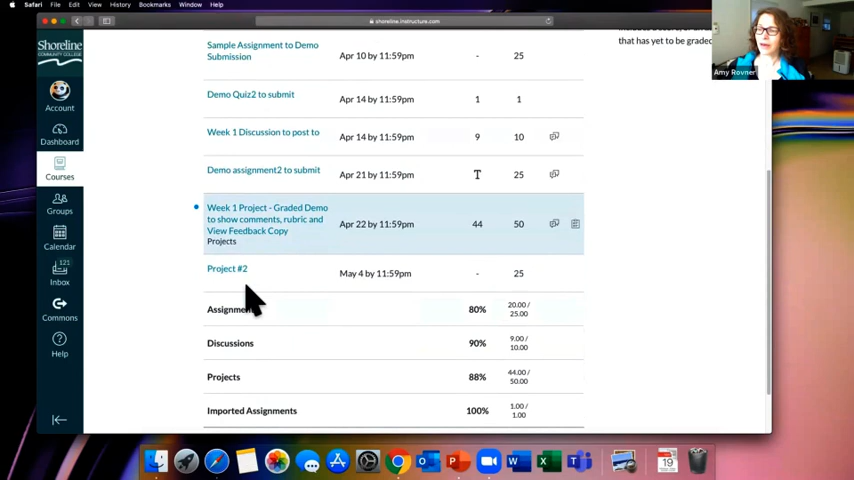 Safari File Edit View History Bookmarks Window Help
shoreline.instructure.com
Shoreline
COMMUNITY COLLEGE
Account
Dashboard
Courses
Groups
Calendar
121
Inbox
Commons
Help
that has yet to be graded
Amy Rovner
Sample Assignment to Demo
Submission
Apr 10 by 11:59pm - 25
Demo Quiz2 to submit Apr 14 by 11:59pm 1 1
Week 1 Discussion to post to Apr 14 by 11:59pm 9 10
Demo assignment2 to submit Apr 21 by 11:59pm 25
Week 1 Project - Graded Demo
to show comments, rubric and
View Feedback Copy
Projects
Apr 22 by 11:59pm 44 50
Project #2 May 4 by 11:59pm - 25
80% 20.00 /
25.00
Discussions 90% 9.00 /
10.00
Projects 88% 44.00 /
50.00
Imported Assignments 100% 1.00 /
1.00
19